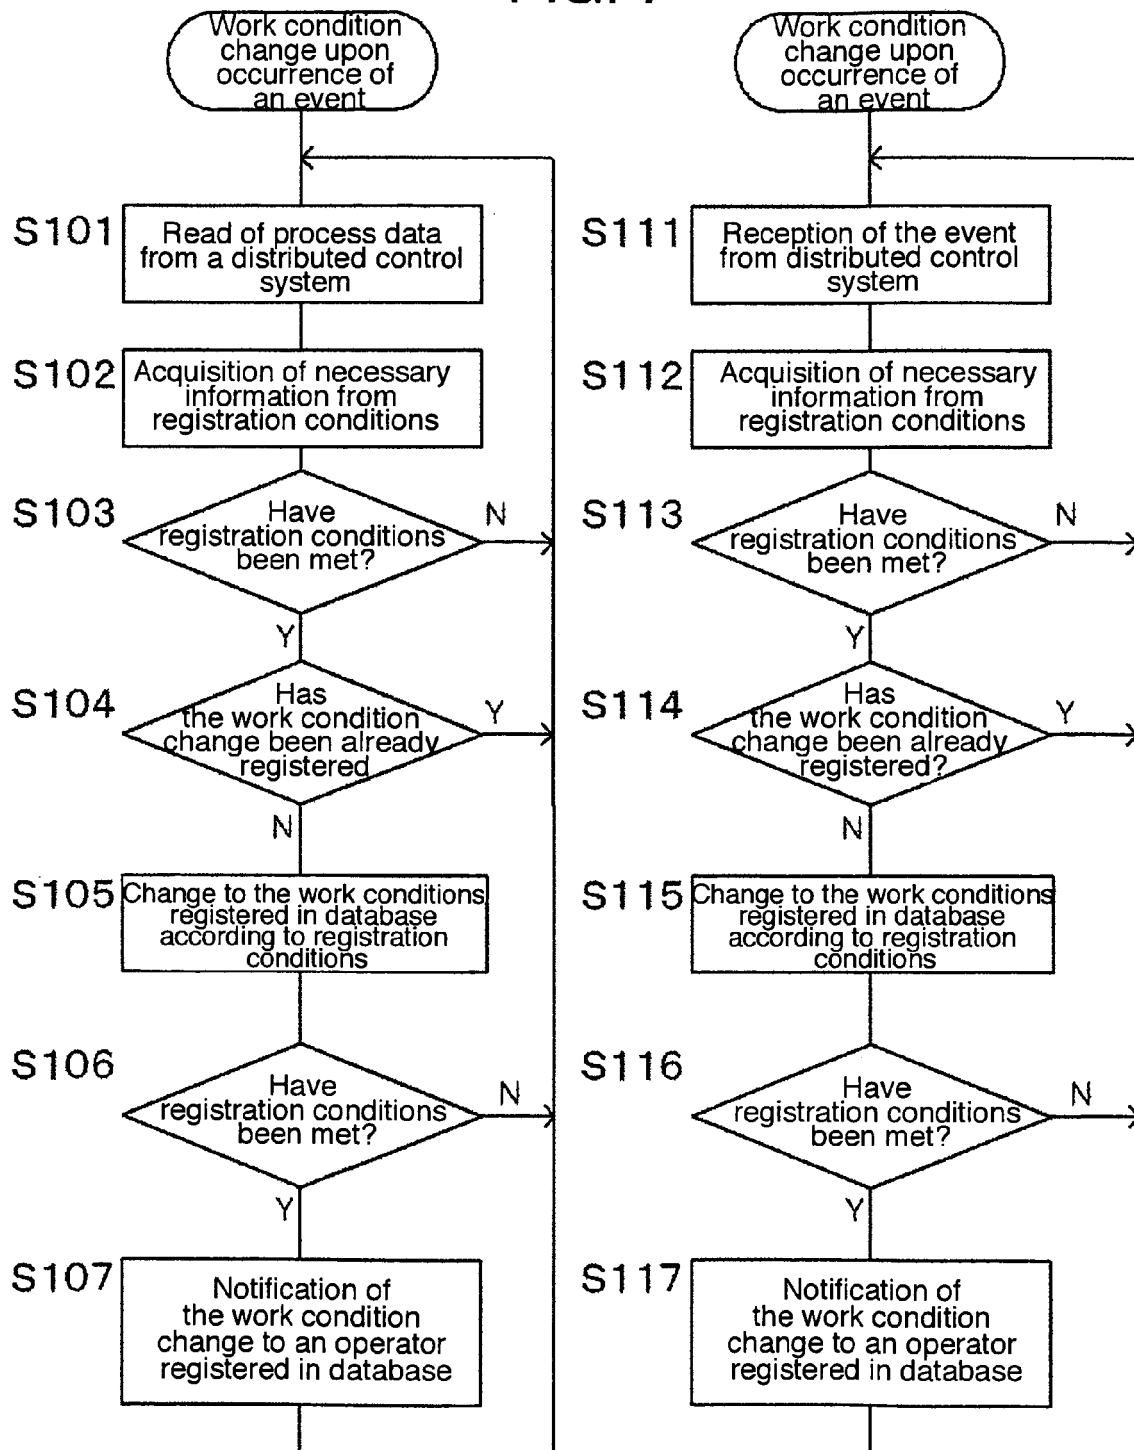 Work condition
change upon
occurrence of
an event
S101
Read of process data
from a distributed control
system
S102
Acquisition of necessary
information from
registration conditions
S103
Have
registration conditions
been met?
N
Y
S104
Has
the work condition
change been already
registered
Y
N
S105
Change to the work conditions
registered in database
according to registration
conditions
S106
Have
registration conditions
been met?
N
Y
S107
Notification of
the work condition
change to an operator
registered in database
Work condition
change upon
occurrence of
an event
S111
Reception of the event
from distributed control
system
S112
Acquisition of necessary
information from
registration conditions
S113
Have
registration conditions
been met?
N
Y
S114
Has
the work condition
change been already
registered?
Y
N
S115
Change to the work conditions
registered in database
according to registration
conditions
S116
Have
registration conditions
been met?
N
Y
S117
Notification of
the work condition
change to an operator
registered in database